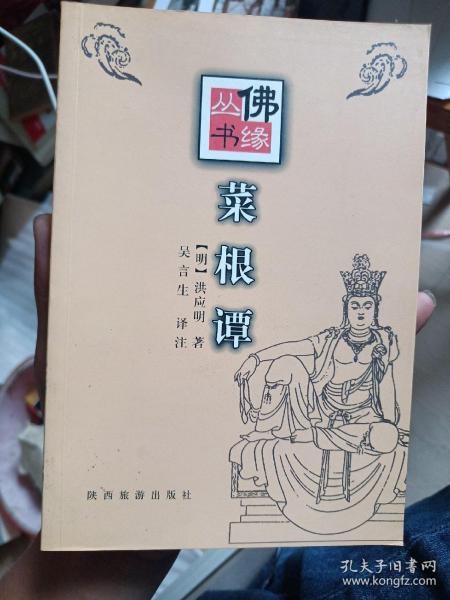 佛缘
丛书
菜根谭
【明】洪应明 著
吴言生 译注
陕西旅游出版社
孔夫子旧书网
www.kongfz.com